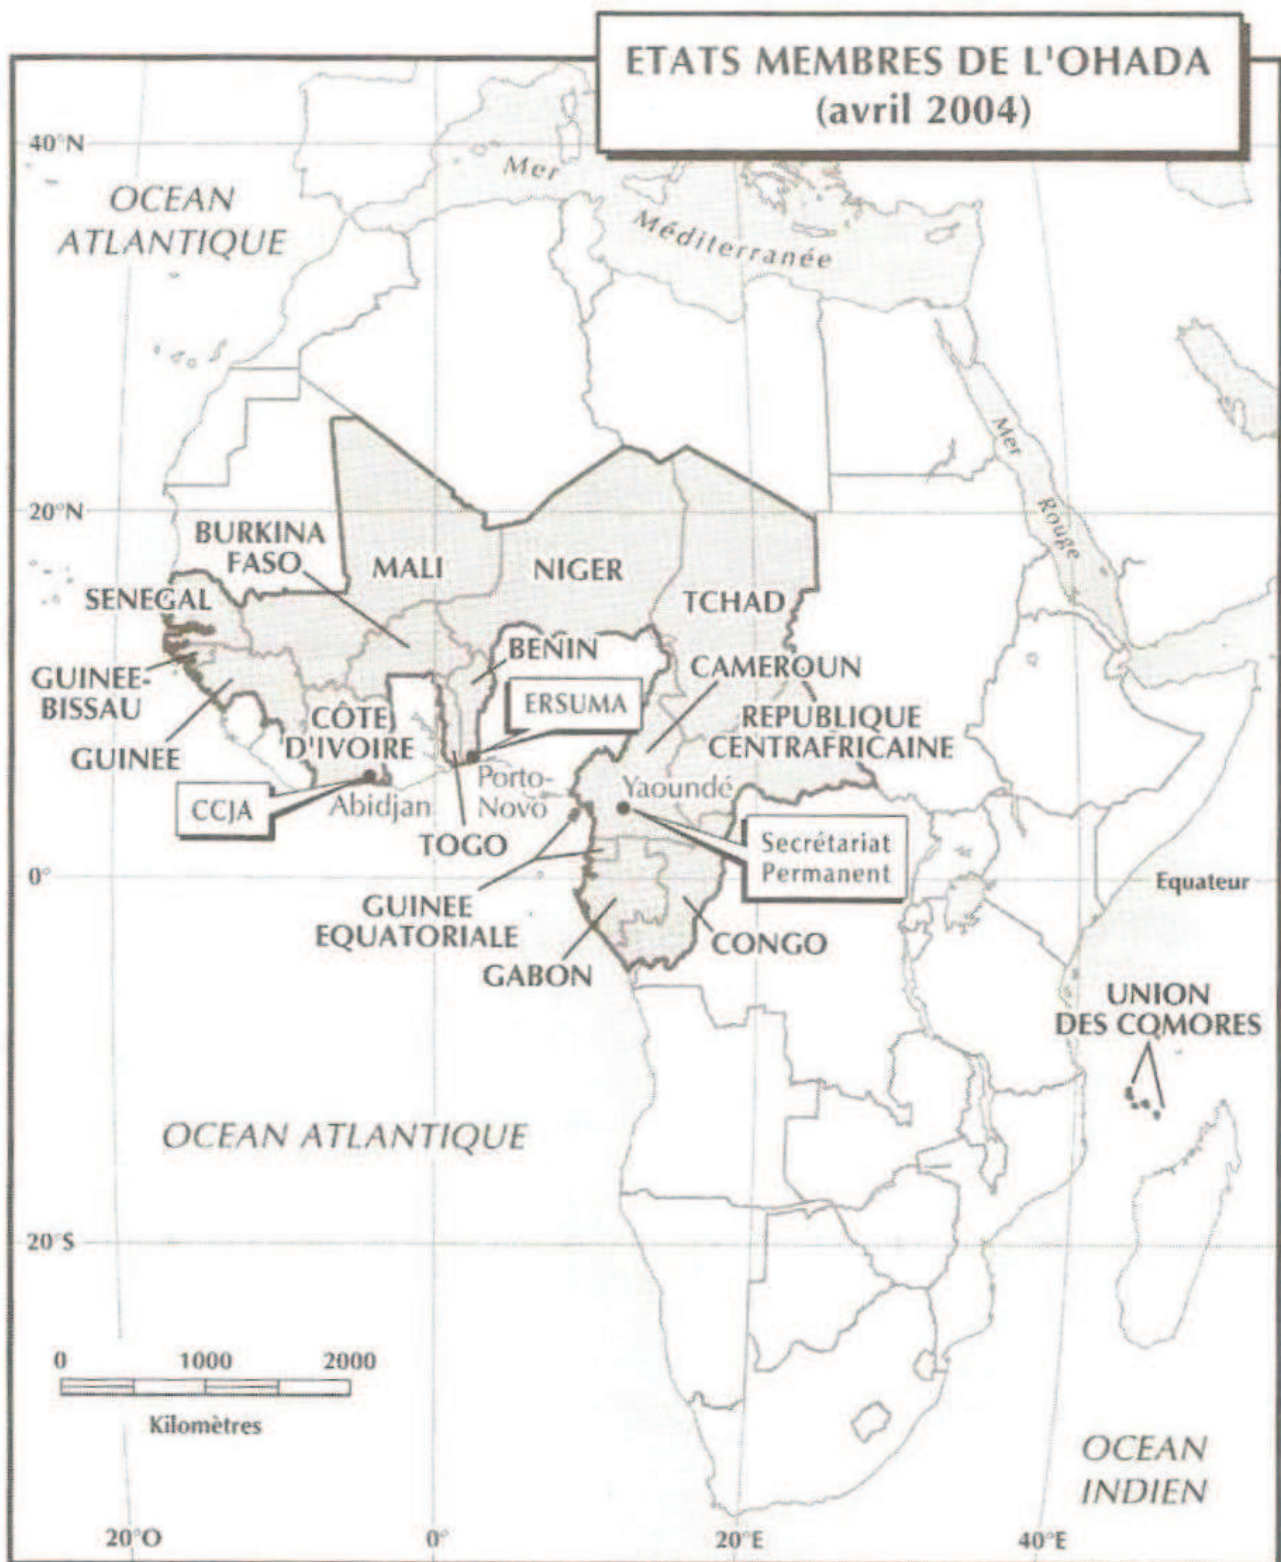 ETATS MEMBRES DE L'OHADA
(avril 2004)
40°N
OCEAN
ATLANTIQUE
Mer
Méditerranée
Mer
Rouge
20°N
BURKINA
FASO
MALI
NIGER
TCHAD
SENEGAL
BENIN
CAMEROUN
GUINEE-
BISSAU
ERSUMA
GUINEE
CÔTE
D'IVOIRE
REPUBLIQUE
CENTRAFRICAINE
CCJA
Abidjan
Porto-
Novo
Yaoundé
TOGO
Secrétariat
Permanent
0°
Equateur
GUINEE
EQUATORIALE
CONGO
GABON
UNION
DES COMORES
OCEAN ATLANTIQUE
20°S
0 1000 2000
Kilomètres
OCEAN
INDIEN
20°O 0° 20°E 40°E